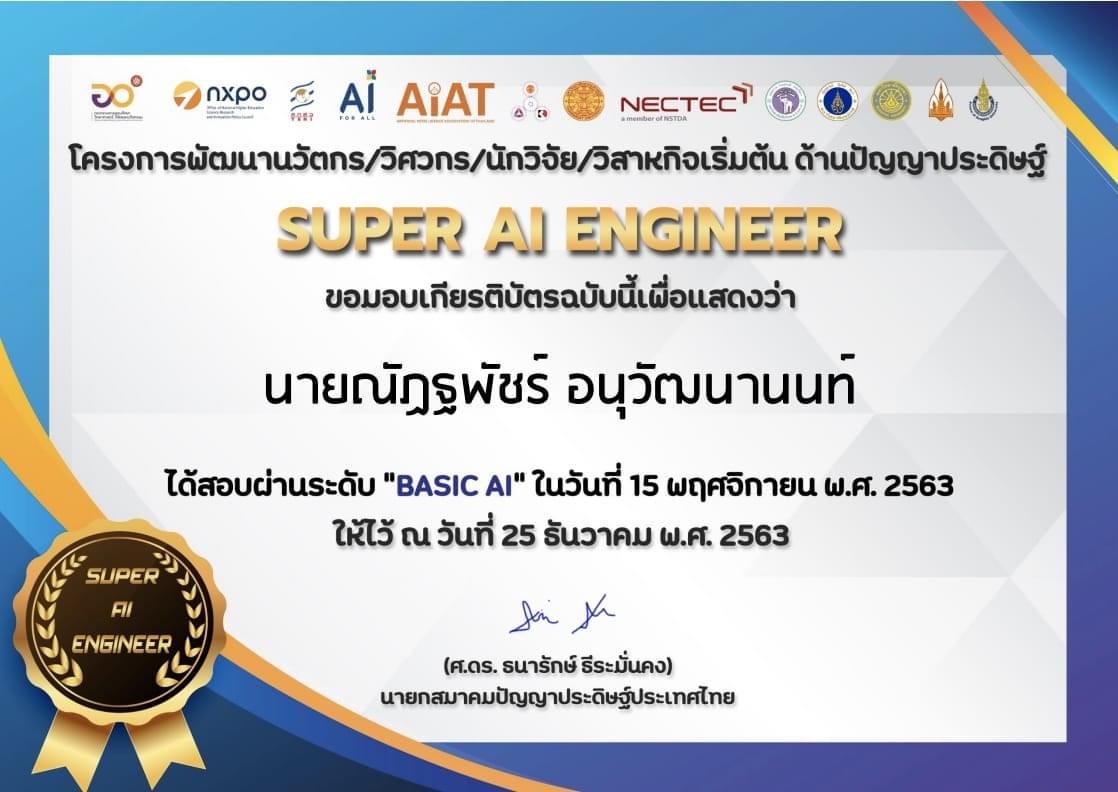 nxpo
AI
FOR ALL
AiAT
NECTEC
a member of NSTDA
โครงการพัฒนานวัตกร/วิศวกร/นักวิจัย/วิสาหกิจเริ่มต้น ด้านปัญญาประดิษฐ์
SUPER AI ENGINEER
ขอมอบเกียรติบัตรฉบับนี้เพื่อแสดงว่า
นายณัฏฐพัชร์ อนุวัฒนานนท์
ได้สอบผ่านระดับ "BASIC AI" ในวันที่ 15 พฤศจิกายน พ.ศ. 2563
ให้ไว้ ณ วันที่ 25 ธันวาคม พ.ศ. 2563
SUPER
AI
ENGINEER
(ศ.ดร. ธนารักษ์ ธีระมั่นคง)
นายกสมาคมปัญญาประดิษฐ์ประเทศไทย